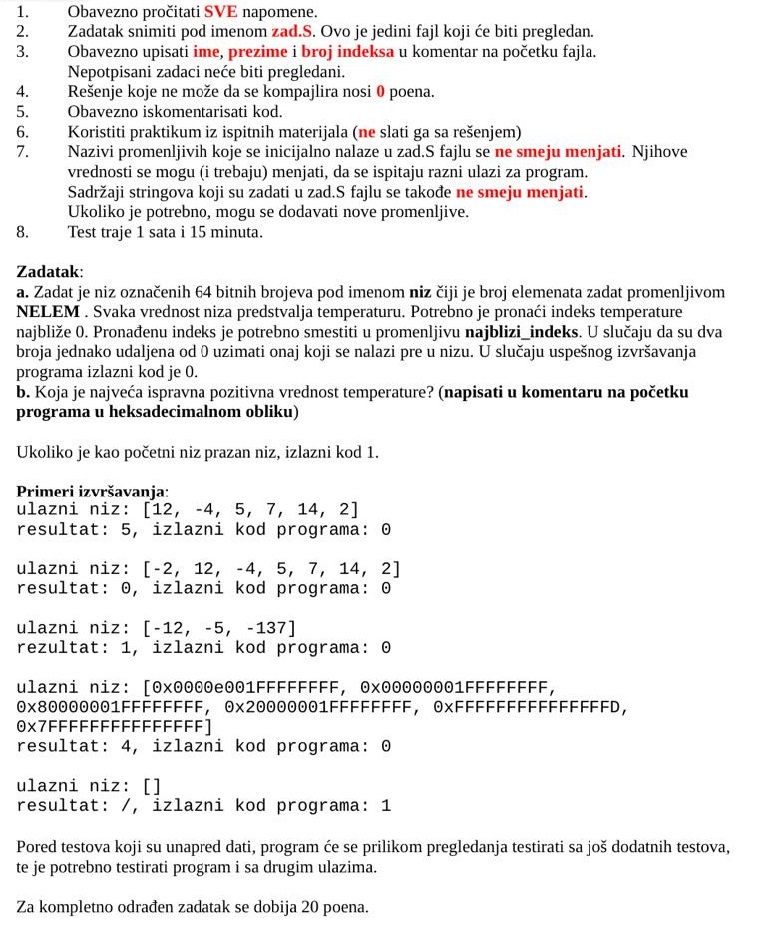 1. Obavezno pročitati SVE napomene.
2. Zadatak snimiti pod imenom zad.S. Ovo je jedini fajl koji će biti pregledan.
3. Obavezno upisati ime, prezime i broj indeksa u komentar na početku fajla.
Nepotpisani zadaci neće biti pregledani.
4. Rešenje koje ne može da se kompajlira nosi 0 poena.
5. Obavezno iskomentarisati kod.
6. Koristiti praktikum iz ispitnih materijala (ne slati ga sa rešenjem)
7. Nazivi promenljivih koje se inicijalno nalaze u zad.S fajlu se ne smeju menjati. Njihove
vrednosti se mogu (i trebaju) menjati, da se ispitaju razni ulazi za program.
Sadržaji stringova koji su zadati u zad.S fajlu se takođe ne smeju menjati.
Ukoliko je potrebno, mogu se dodavati nove promenljive.
8. Test traje 1 sata i 15 minuta.
Zadatak:
a. Zadat je niz označenih 64 bitnih brojeva pod imenom niz čiji je broj elemenata zadat promenljivom
NELEM . Svaka vrednost niza predstvalja temperaturu. Potrebno je pronaći indeks temperature
najbliže 0. Pronađenu indeks je potrebno smestiti u promenljivu najblizi_indeks. U slučaju da su dva
broja jednako udaljena od 0 uzimati onaj koji se nalazi pre u nizu. U slučaju uspešnog izvršavanja
programa izlazni kod je 0.
b. Koja je najveća ispravna pozitivna vrednost temperature? (napisati u komentaru na početku
programa u heksadecimalnom obliku)
Ukoliko je kao početni niz prazan niz, izlazni kod 1.
Primeri izvršavanja:
ulazni niz: [12, -4, 5, 7, 14, 2]
resultat: 5, izlazni kod programa: 0
ulazni niz: [-2, 12, -4, 5, 7, 14, 2]
resultat: 0, izlazni kod programa: 0
ulazni niz: [-12, -5, -137]
rezultat: 1, izlazni kod programa: 0
ulazni niz: [0x0000e001FFFFFFFF, 0x00000001FFFFFFFF,
0x80000001FFFFFFFF, 0x20000001FFFFFFFF, 0xFFFFFFFFFFFFFFFD,
0x7FFFFFFFFFFFFFFF]
resultat: 4, izlazni kod programa: 0
ulazni niz: []
resultat: /, izlazni kod programa: 1
Pored testova koji su unapred dati, program će se prilikom pregledanja testirati sa još dodatnih testova,
te je potrebno testirati program i sa drugim ulazima.
Za kompletno odrađen zadatak se dobija 20 poena.